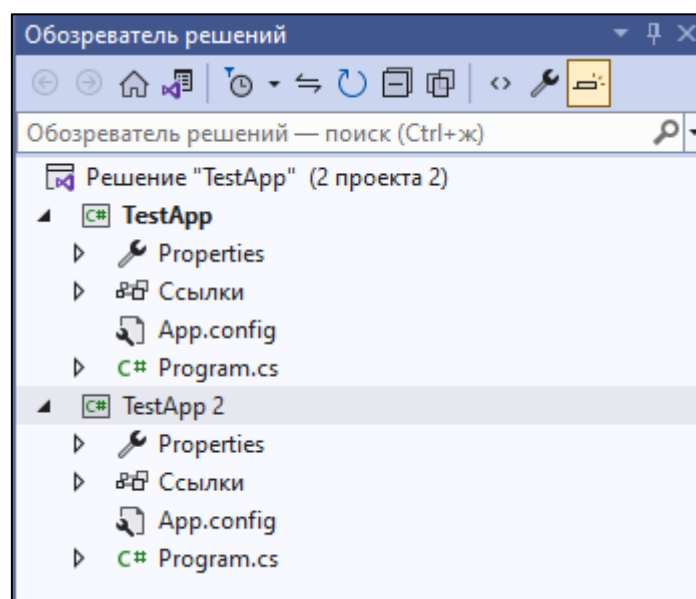 Обозреватель решений
Обозреватель решений — поиск (Ctrl+ж)
Решение "TestApp" (2 проекта 2)
C# TestApp
Properties
Ссылки
App.config
C# Program.cs
C# TestApp 2
Properties
Ссылки
App.config
C# Program.cs